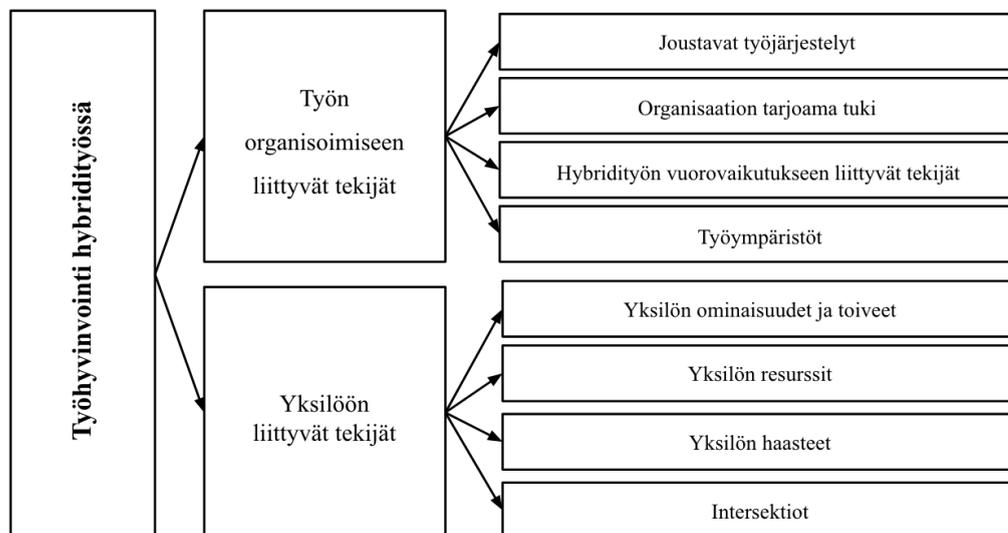 Työhyvinvointi hybridityössä
Työn
organisoimiseen
liittyvät tekijät
Joustavat työjärjestelyt
Organisaation tarjoama tuki
Hybridityön vuorovaikutukseen liittyvät tekijät
Työympäristöt
Yksilöön
liittyvät tekijät
Yksilön ominaisuudet ja toiveet
Yksilön resurssit
Yksilön haasteet
Intersektiot